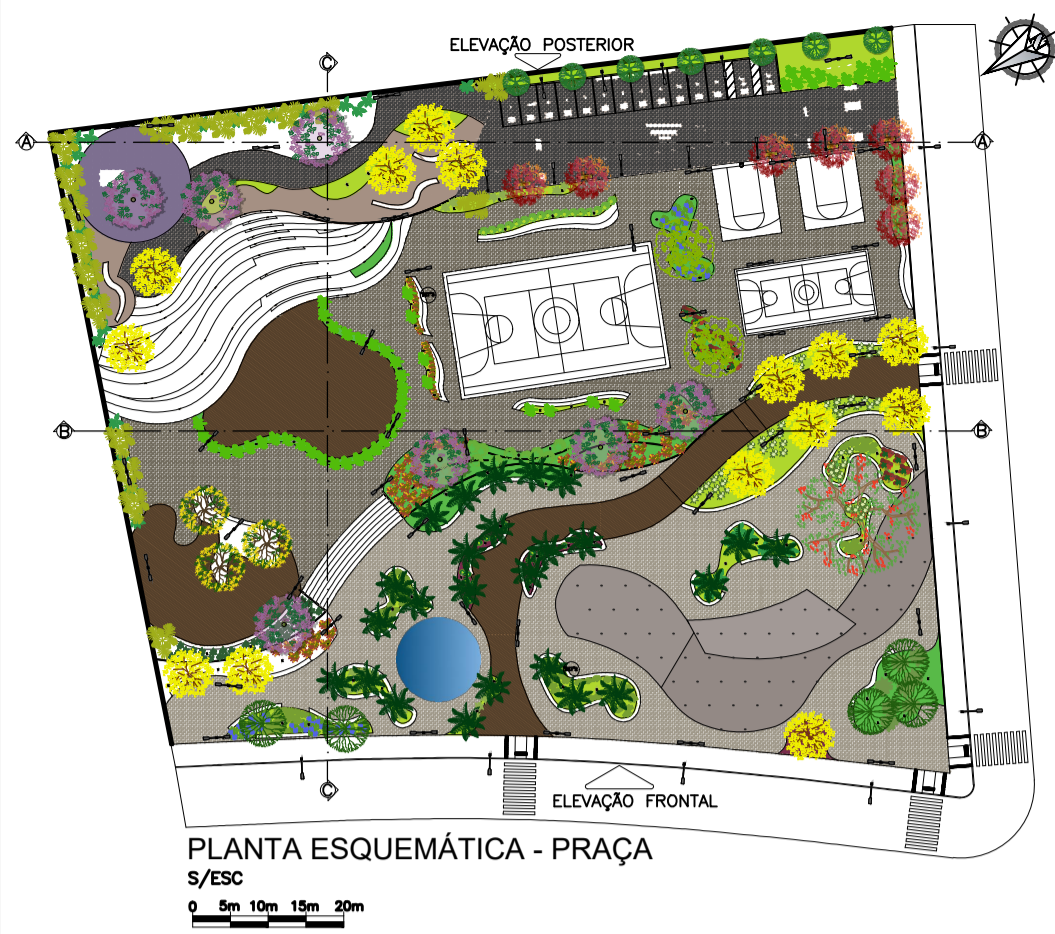 ELEVAÇÃO POSTERIOR
C
A
A
B
B
C
ELEVAÇÃO FRONTAL
PLANTA ESQUEMÁTICA - PRAÇA
S/ESC
0 5m 10m 15m 20m